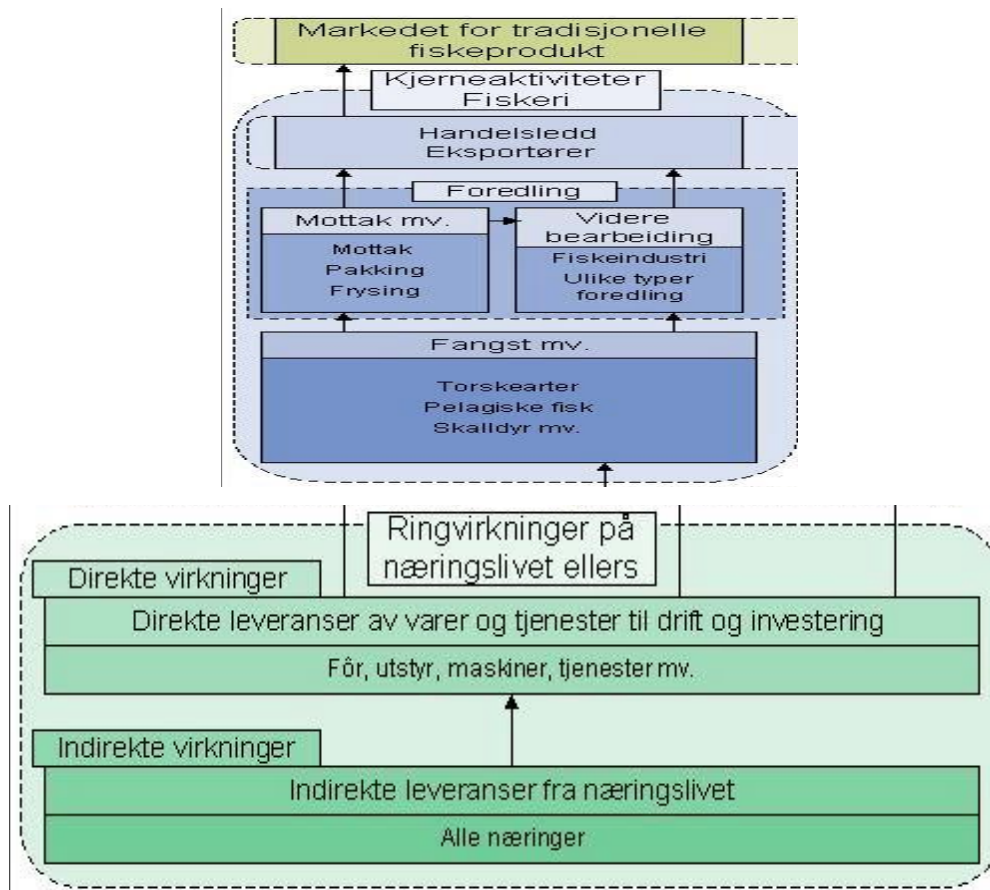 Markedet for tradisjonelle
fiskeprodukt
Kjerneaktiviteter
Fiskeri
Handelsledd
Eksportører
Foredling
Mottak mv.
Mottak
Pakking
Frysing
Videre
bearbeiding
Fiskeindustri
Ulike typer
foredling
Fangst mv.
Torskearter
Pelagiske fisk
Skalldyr mv.
Ringvirkninger på
næringslivet ellers
Direkte virkninger
Direkte leveranser av varer og tjenester til drift og investering
Fôr, utstyr, maskiner, tjenester mv.
Indirekte virkninger
Indirekte leveranser fra næringslivet
Alle næringer